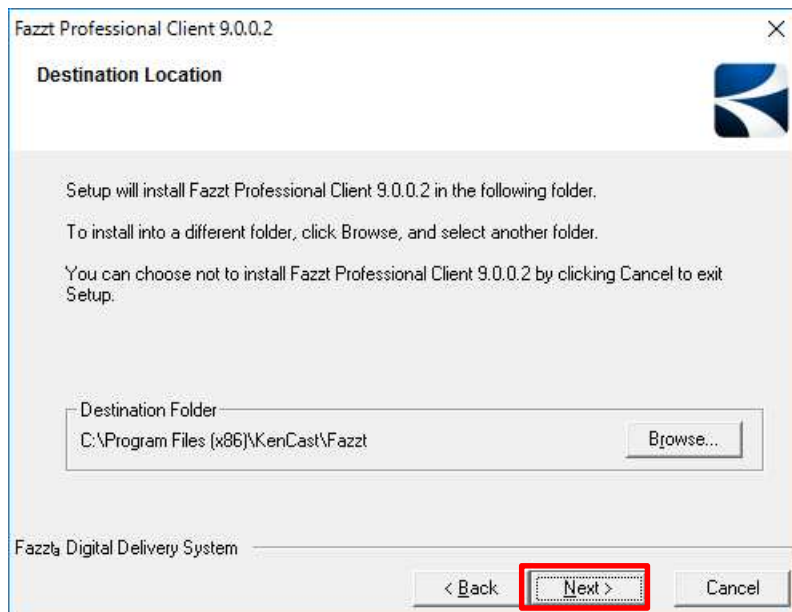 Fazzt Professional Client 9.0.0.2
Destination Location
Setup will install Fazzt Professional Client 9.0.0.2 in the following folder.
To install into a different folder, click Browse, and select another folder.
You can choose not to install Fazzt Professional Client 9.0.0.2 by clicking Cancel to exit
Setup.
Destination Folder
C:\Program Files (x86)\KenCast\Fazzt
Browse...
Fazztª Digital Delivery System
< Back
Next >
Cancel